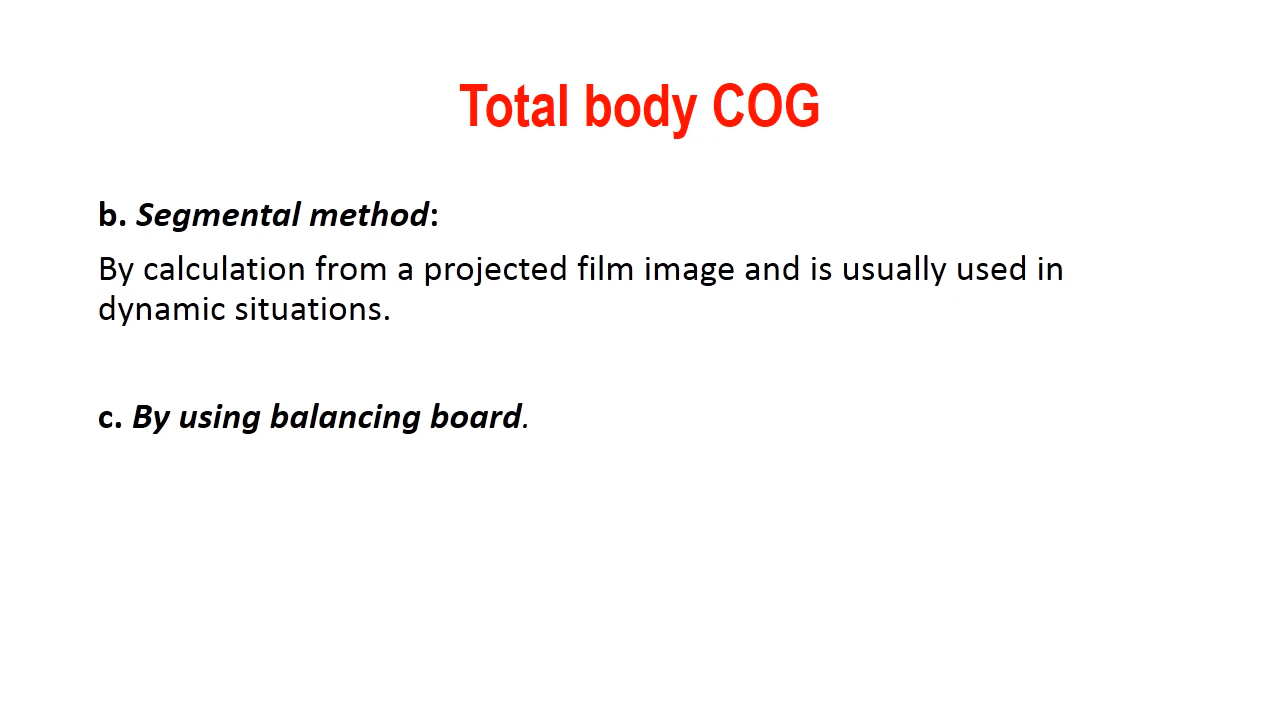 Total body COG
b. Segmental method:
By calculation from a projected film image and is usually used in
dynamic situations.
c. By using balancing board.